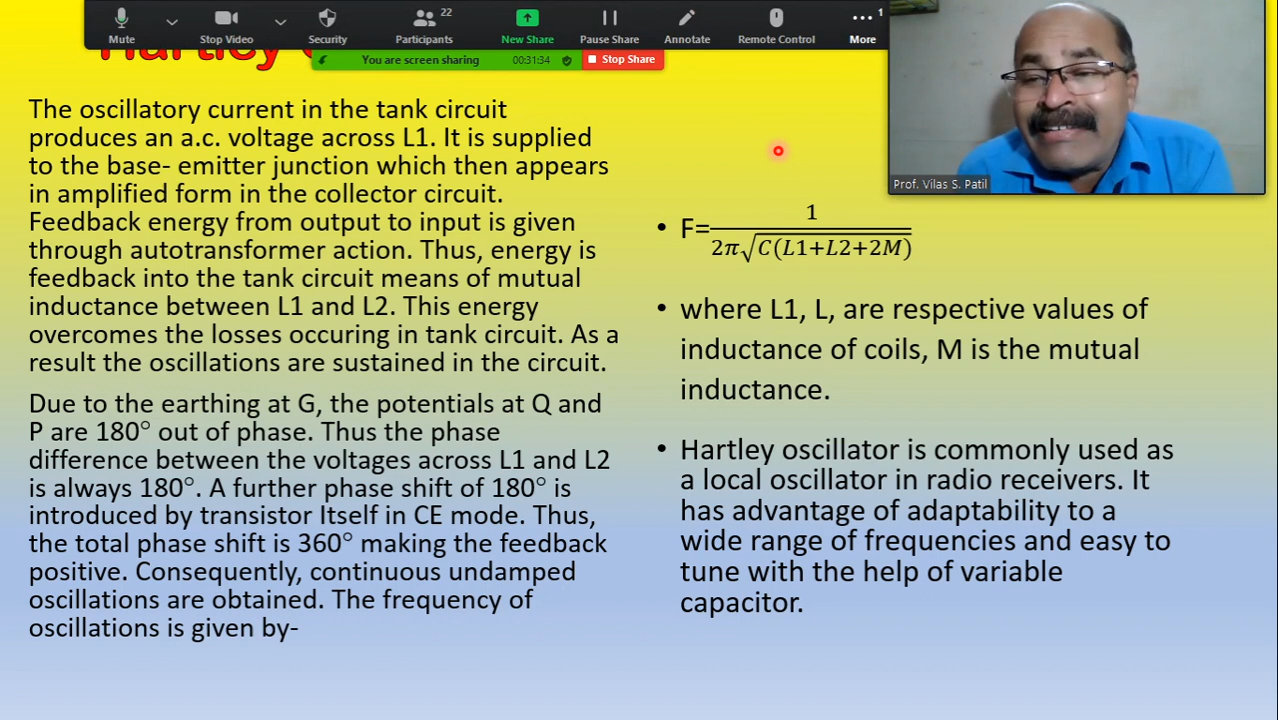 Mute
Stop Video
Security
Participants
22
New Share
Pause Share
Annotate
Remote Control
More
1
Hartley
You are screen sharing
00:31:34
Stop Share
Prof. Vilas S. Patil
The oscillatory current in the tank circuit
produces an a.c. voltage across L1. It is supplied
to the base- emitter junction which then appears
in amplified form in the collector circuit.
Feedback energy from output to input is given
through autotransformer action. Thus, energy is
feedback into the tank circuit means of mutual
inductance between L1 and L2. This energy
overcomes the losses occuring in tank circuit. As a
result the oscillations are sustained in the circuit.
Due to the earthing at G, the potentials at Q and
P are 180° out of phase. Thus the phase
difference between the voltages across L1 and L2
is always 180°. A further phase shift of 180° is
introduced by transistor Itself in CE mode. Thus,
the total phase shift is 360° making the feedback
positive. Consequently, continuous undamped
oscillations are obtained. The frequency of
oscillations is given by-
• F=1/2π√C(L1+L2+2M)
• where L1, L, are respective values of
inductance of coils, M is the mutual
inductance.
• Hartley oscillator is commonly used as
a local oscillator in radio receivers. It
has advantage of adaptability to a
wide range of frequencies and easy to
tune with the help of variable
capacitor.